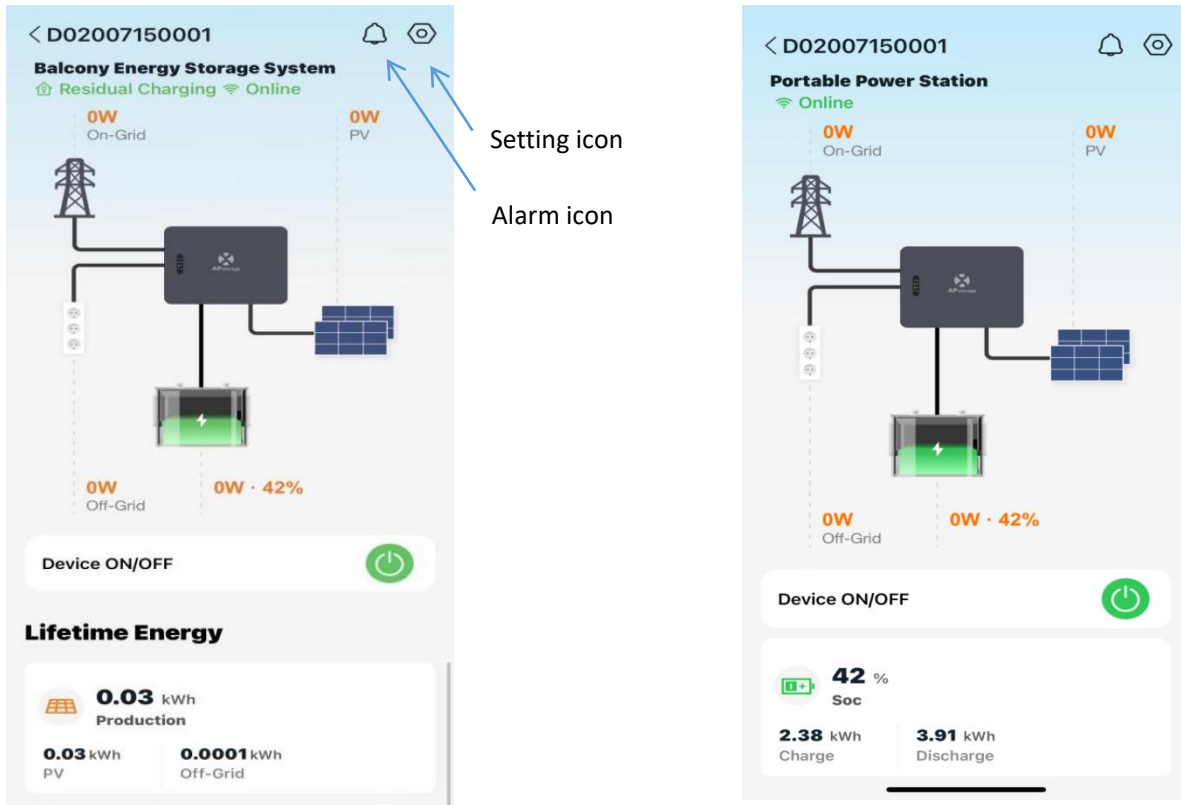 D02007150001
Balcony Energy Storage System
Residual Charging Online
0W 0W
On-Grid PV
APstorage
0W 0W · 42%
Off-Grid
Device ON/OFF
Lifetime Energy
0.03 kWh
Production
0.03 kWh 0.0001 kWh
PV Off-Grid
Setting icon
Alarm icon
D02007150001
Portable Power Station
Online
0W 0W
On-Grid PV
APstorage
0W 0W · 42%
Off-Grid
Device ON/OFF
42 %
Soc
2.38 kWh 3.91 kWh
Charge Discharge